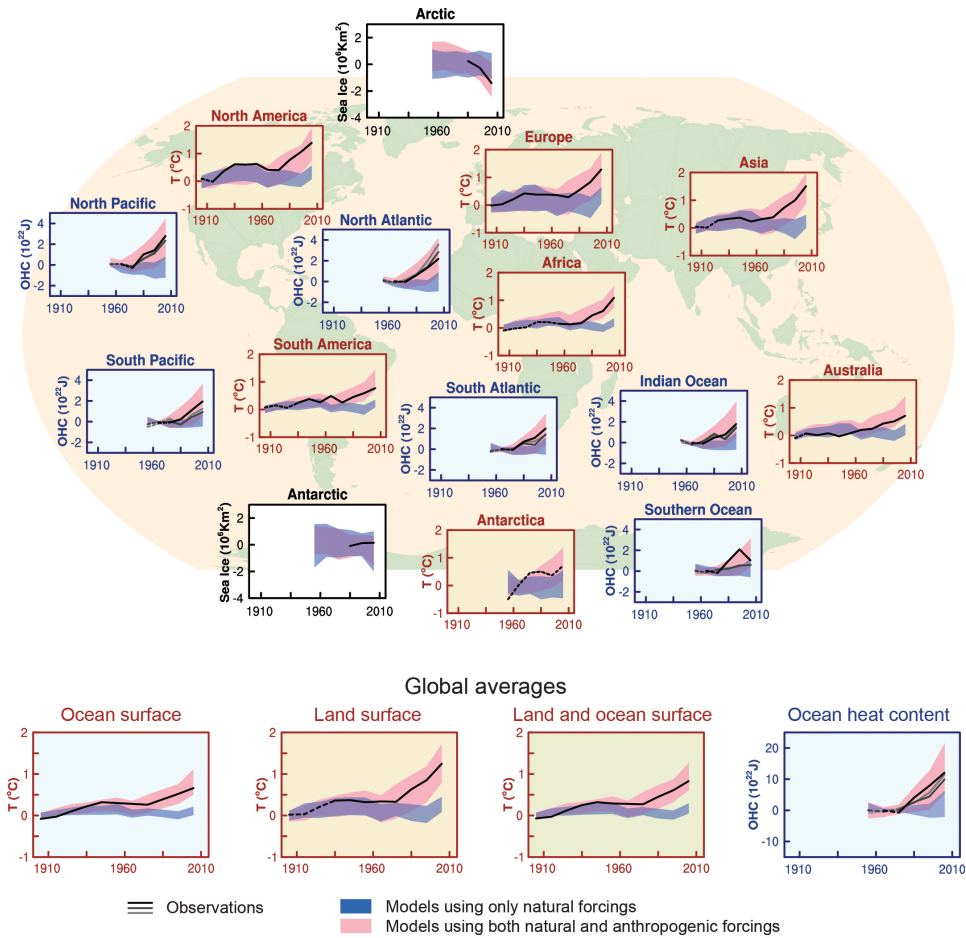 Arctic
Sea Ice (10⁶Km²)
2
0
-2
-4
1910 1960 2010
North America
T (°C)
2
1
0
-1
1910 1960 2010
Europe
T (°C)
2
1
0
-1
1910 1960 2010
Asia
T (°C)
2
1
0
-1
1910 1960 2010
North Pacific
OHC (10²²J)
4
2
0
-2
1910 1960 2010
North Atlantic
OHC (10²²J)
4
2
0
-2
1910 1960 2010
Africa
T (°C)
2
1
0
-1
1910 1960 2010
South Pacific
OHC (10²²J)
4
2
0
-2
1910 1960 2010
South America
T (°C)
2
1
0
-1
1910 1960 2010
South Atlantic
OHC (10²²J)
4
2
0
-2
1910 1960 2010
Indian Ocean
OHC (10²²J)
4
2
0
-2
1910 1960 2010
Australia
T (°C)
2
1
0
-1
1910 1960 2010
Antarctic
Sea Ice (10⁶Km²)
2
0
-2
-4
1910 1960 2010
Antarctica
T (°C)
2
1
0
-1
1910 1960 2010
Southern Ocean
OHC (10²²J)
4
2
0
-2
1910 1960 2010
Global averages
Ocean surface
T (°C)
2
1
0
-1
1910 1960 2010
Land surface
T (°C)
2
1
0
-1
1910 1960 2010
Land and ocean surface
T (°C)
2
1
0
-1
1910 1960 2010
Ocean heat content
OHC (10²²J)
20
10
0
-10
1910 1960 2010
Observations
Models using only natural forcings
Models using both natural and anthropogenic forcings